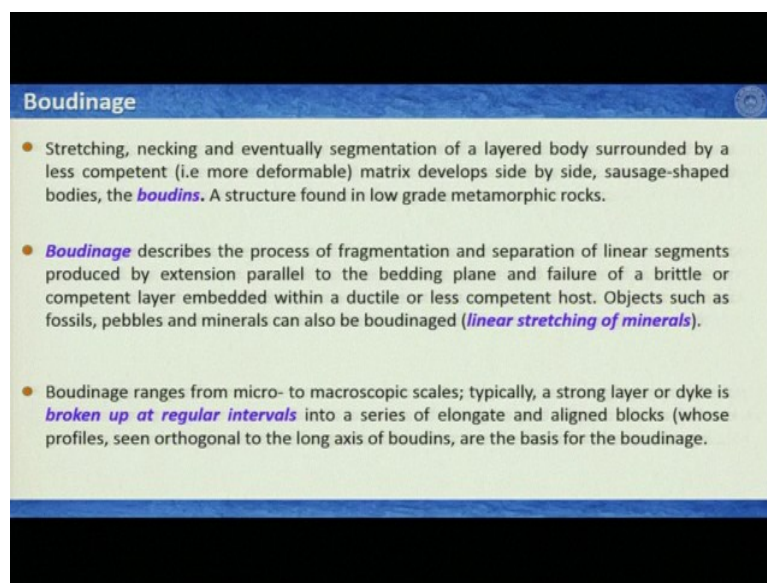 Boudinage
Stretching, necking and eventually segmentation of a layered body surrounded by a
less competent (i.e more deformable) matrix develops side by side, sausage-shaped
bodies, the boudins. A structure found in low grade metamorphic rocks.
Boudinage describes the process of fragmentation and separation of linear segments
produced by extension parallel to the bedding plane and failure of a brittle or
competent layer embedded within a ductile or less competent host. Objects such as
fossils, pebbles and minerals can also be boudinaged (linear stretching of minerals).
Boudinage ranges from micro- to macroscopic scales; typically, a strong layer or dyke is
broken up at regular intervals into a series of elongate and aligned blocks (whose
profiles, seen orthogonal to the long axis of boudins, are the basis for the boudinage.